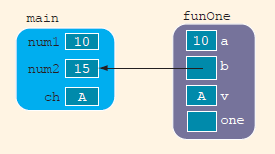 main
funOne
num1 10
10 a
num2 15
b
ch A
A v
one